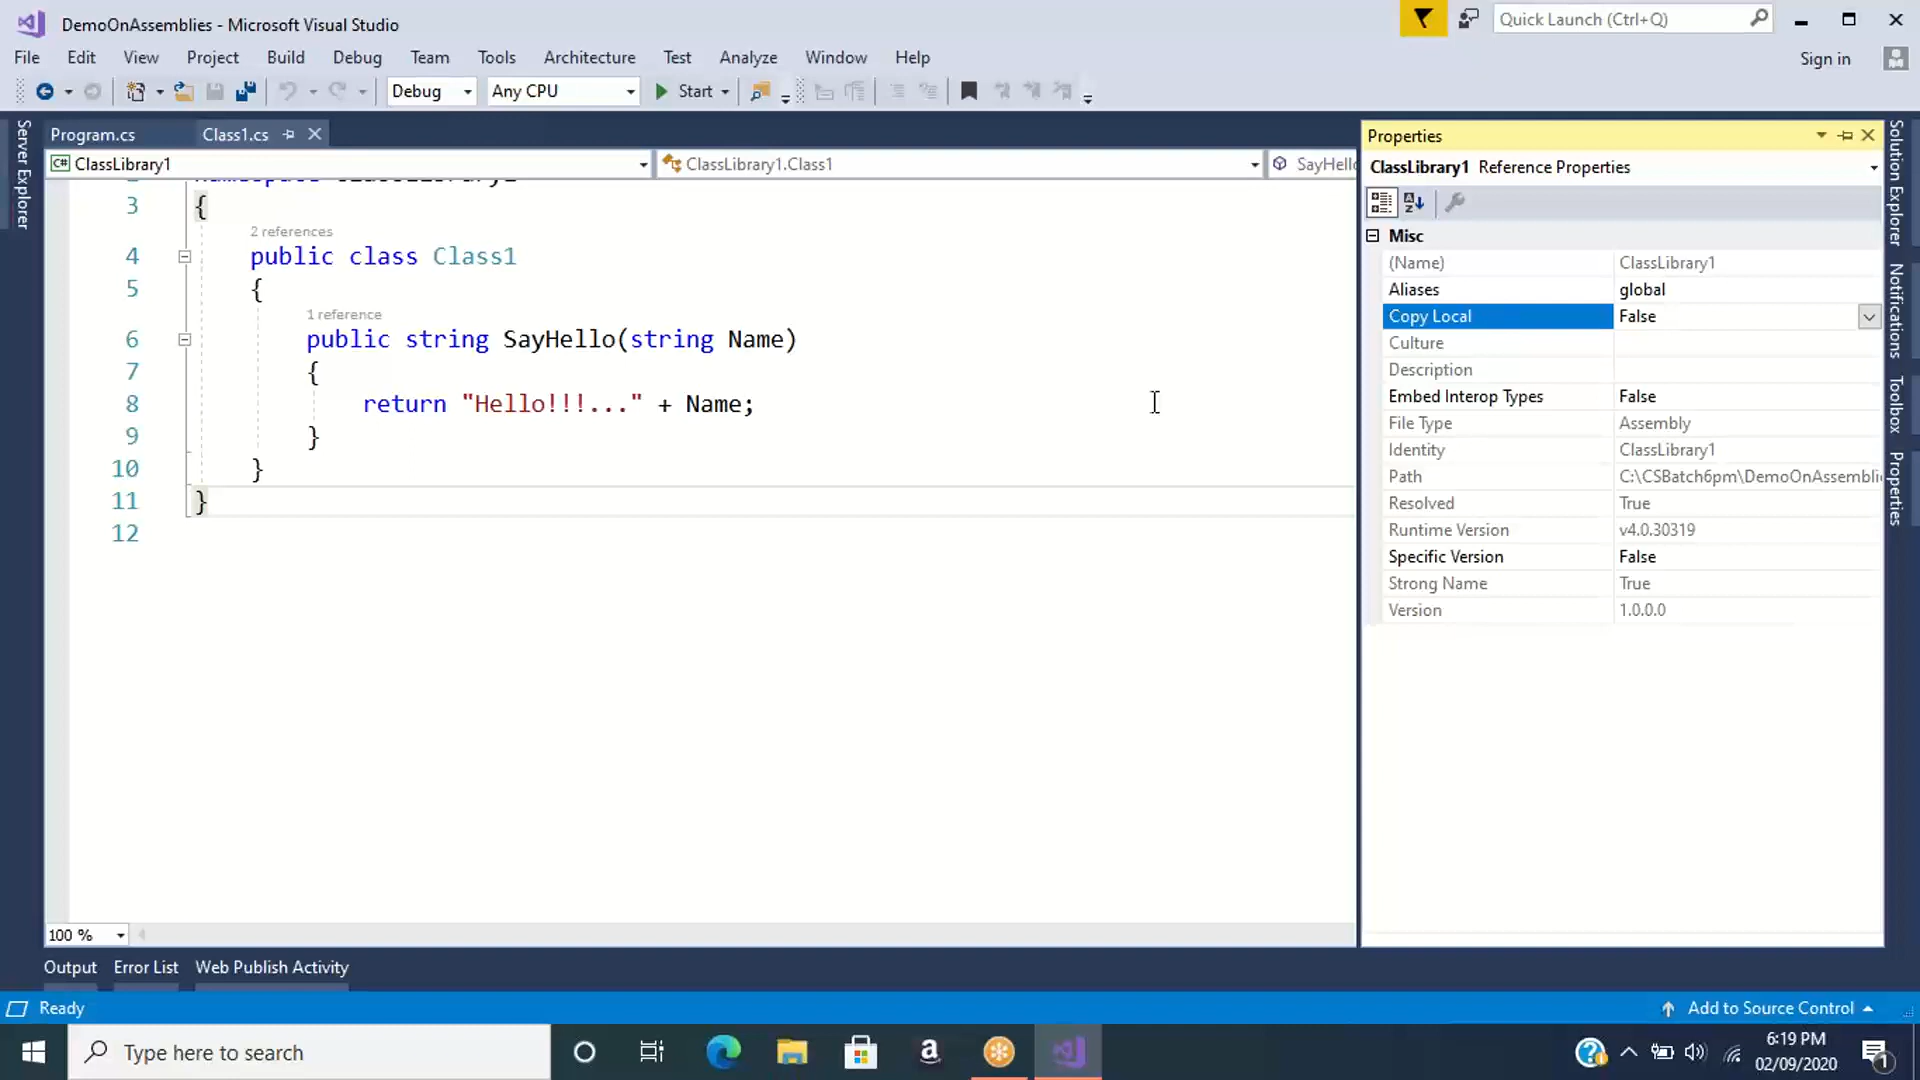 DemoOnAssemblies - Microsoft Visual Studio
Quick Launch (Ctrl+Q)
File Edit View Project Build Debug Team Tools Architecture Test Analyze Window Help
Sign in
Debug Any CPU Start
Server Explorer
Program.cs Class1.cs
ClassLibrary1 ClassLibrary1.Class1 SayHello
3 {
2 references
4 public class Class1
5 {
1 reference
6 public string SayHello(string Name)
7 {
8 return "Hello!!!..." + Name;
9 }
10 }
11 }
12
100 %
Properties
ClassLibrary1 Reference Properties
Misc
(Name) ClassLibrary1
Aliases global
Copy Local False
Culture
Description
Embed Interop Types False
File Type Assembly
Identity ClassLibrary1
Path C:\CSBatch6pm\DemoOnAssembli
Resolved True
Runtime Version v4.0.30319
Specific Version False
Strong Name True
Version 1.0.0.0
Solution Explorer
Notifications
Toolbox
Properties
Output Error List Web Publish Activity
Ready
Add to Source Control
Type here to search
6:19 PM
02/09/2020
1